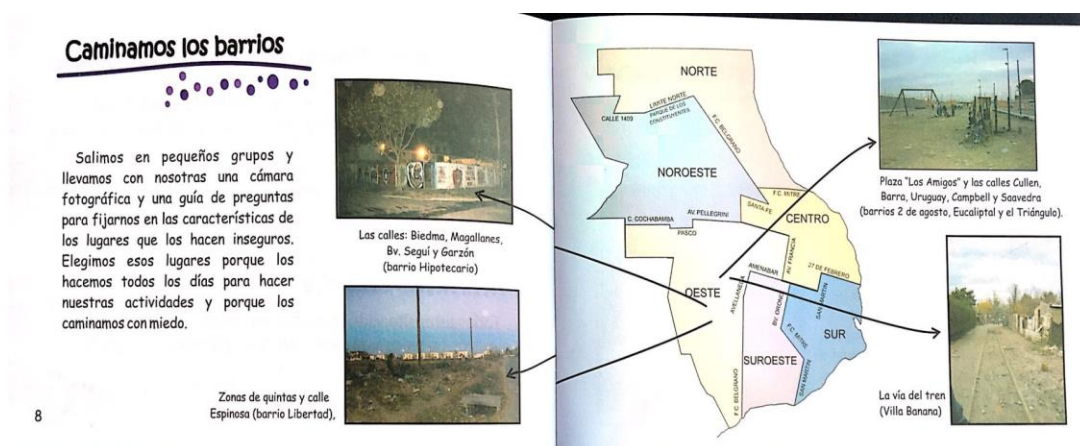 Caminamos los barrios
Salimos en pequeños grupos y
llevamos con nosotras una cámara
fotográfica y una guía de preguntas
para fijarnos en las características de
los lugares que los hacen inseguros.
Elegimos esos lugares porque los
hacemos todos los días para hacer
nuestras actividades y porque los
caminamos con miedo.
Las calles: Biedma, Magallanes,
Bv. Seguí y Garzón
(barrio Hipotecario)
Zonas de quintas y calle
Espinosa (barrio Libertad),
8
NORTE
LIMITE NORTE
PARQUE DE LOS
CONSTITUYENTES
CALLE 1409
F.C. BELGRANO
NOROESTE
F.C. MITRE
SANTA FE
CENTRO
C. COCHABAMBA
AV. PELLEGRINI
PASCO
AV. FRANCIA
AMENABAR
27 DE FEBRERO
OESTE
AVELLANEDA
BV. OROÑO
SAN MARTIN
F.C. MITRE
SUR
SUROESTE
SAN MARTIN
F.C. BELGRANO
Plaza "Los Amigos" y las calles Cullen,
Barra, Uruguay, Campbell y Saavedra
(barrios 2 de agosto, Eucaliptal y el Triángulo).
La vía del tren
(Villa Banana)